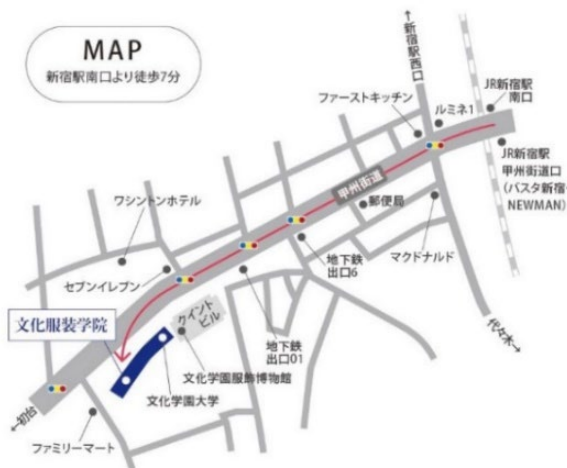 MAP
新宿駅南口より徒歩7分
←新宿駅西口
JR新宿駅
南口
ルミネ1
ファーストキッチン
JR新宿駅
甲州街道口
(バスタ新宿・
NEWMAN)
甲州街道
郵便局
ワシントンホテル
マクドナルド
地下鉄
出口6
セブンイレブン
文化服装学院
クイント
ビル
地下鉄
出口01
代々木→
文化学園服飾博物館
文化学園大学
←初台
ファミリーマート